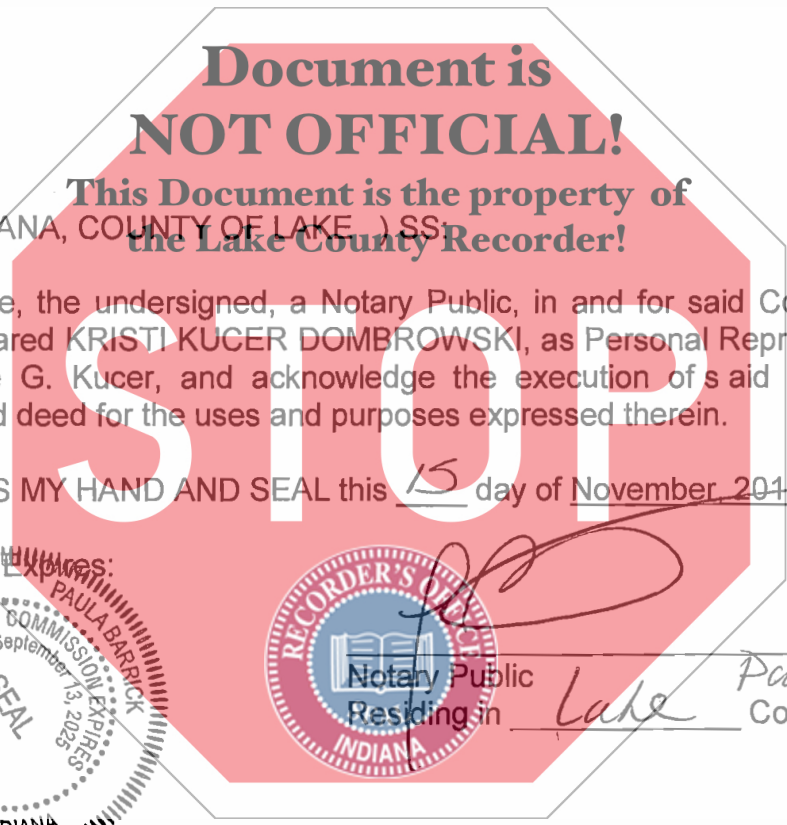 Document is
NOT OFFICIAL!
This Document is the property of
the Lake County Recorder!
ANA, COUNTY OF LAKE ) SS:
e, the undersigned, a Notary Public, in and for said Co
ared KRISTI KUCER DOMBROWSKI, as Personal Repr
G. Kucer, and acknowledge the execution of s aid
d deed for the uses and purposes expressed therein.
STOP
S MY HAND AND SEAL this 15 day of November, 201
Expires:
PAULA BARRICK
COMMISSION EXPIRES
September 13, 2025
SEAL
RECORDER'S OFFICE
INDIANA
Notary Public
Residing in Lake Co